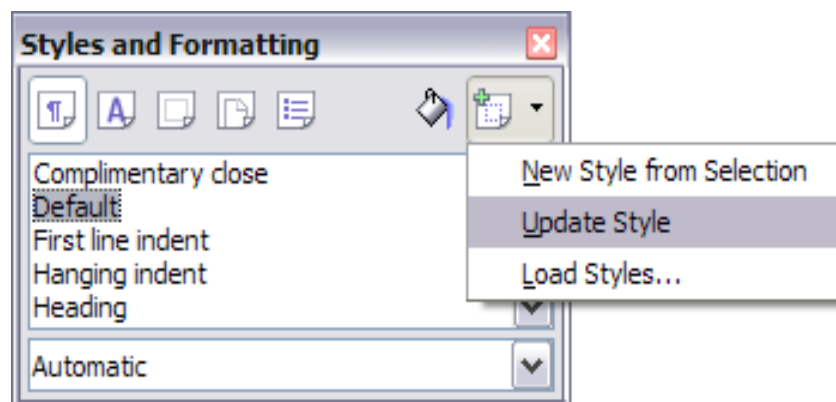 Styles and Formatting
Complimentary close
Default
First line indent
Hanging indent
Heading
Automatic
New Style from Selection
Update Style
Load Styles...